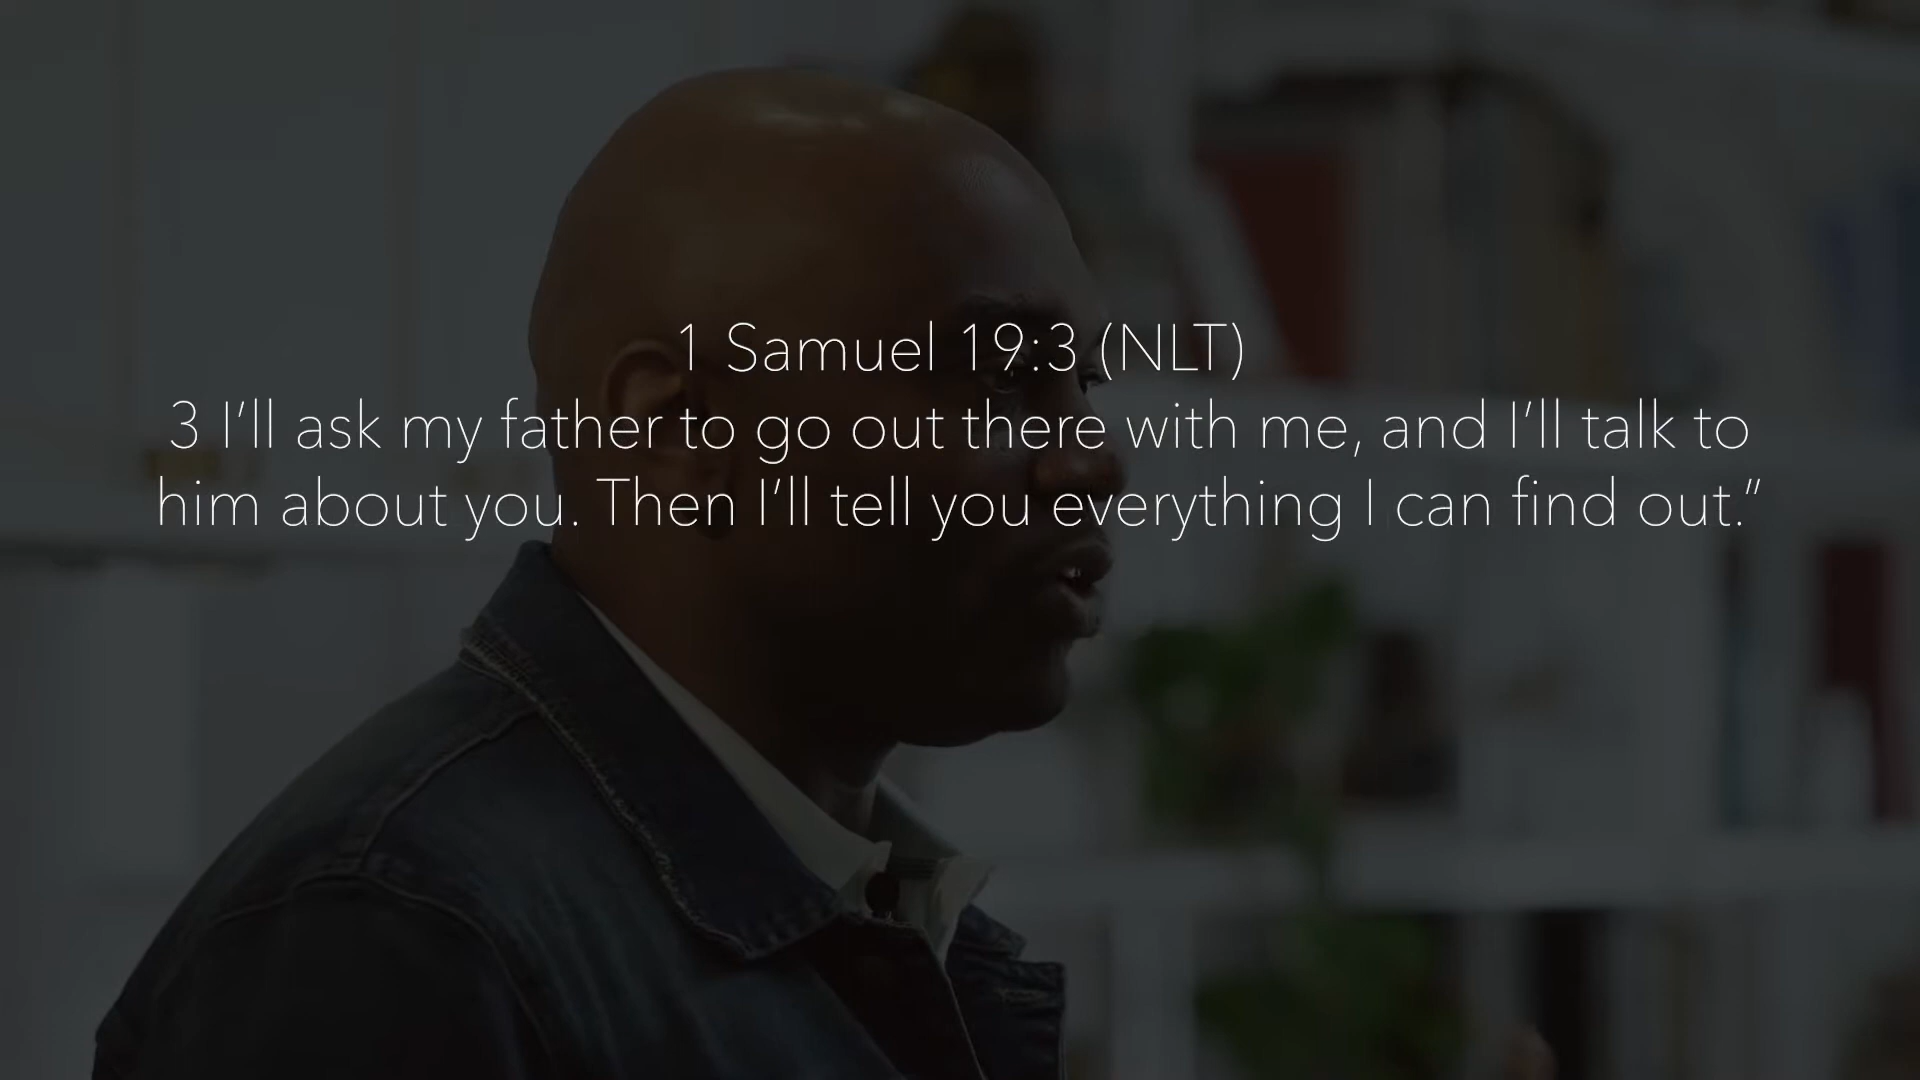 1 Samuel 19:3 (NLT)
3 I’ll ask my father to go out there with me, and I’ll talk to
him about you. Then I’ll tell you everything I can find out.”